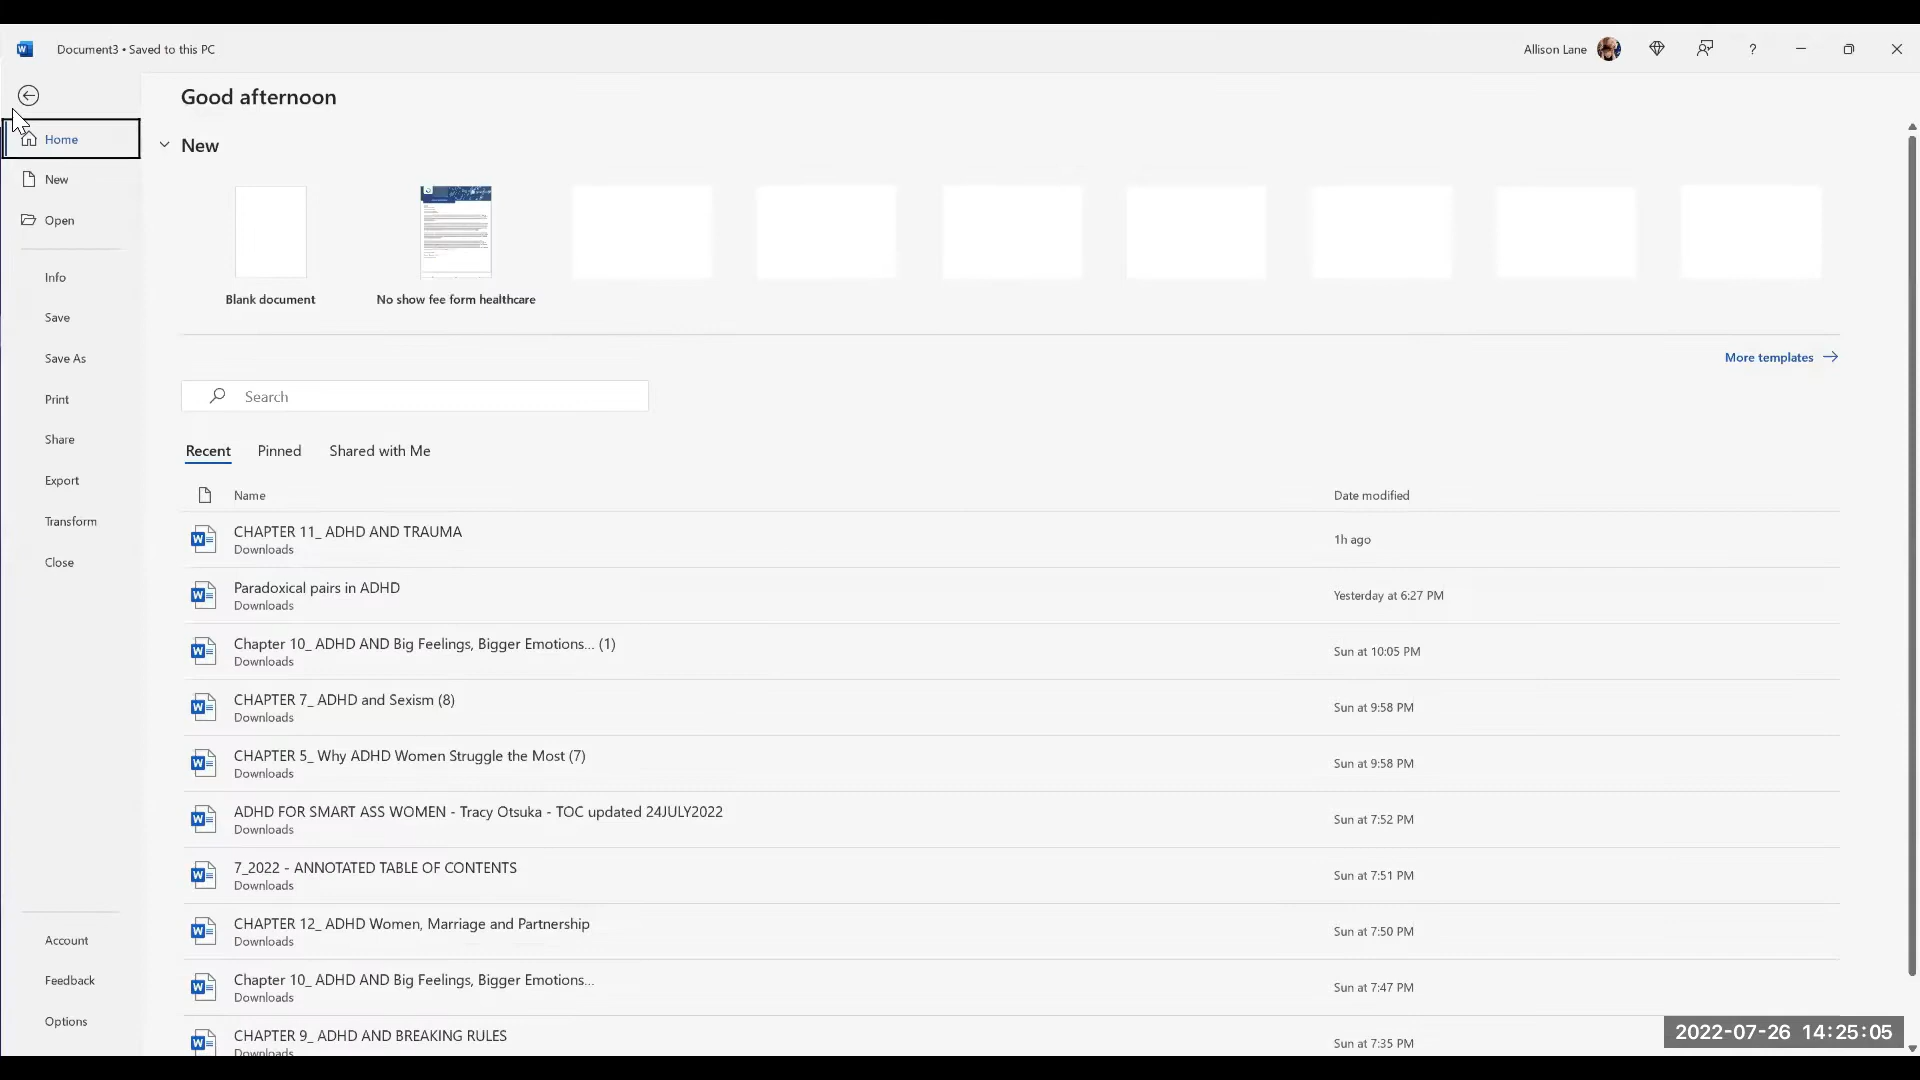 Document3 • Saved to this PC
Allison Lane
?
Good afternoon
Home
New
New
Open
Blank document
No show fee form healthcare
Info
Save
Save As
Print
Share
Export
Transform
Close
More templates
Search
Recent Pinned Shared with Me
Name Date modified
CHAPTER 11_ ADHD AND TRAUMA
Downloads
1h ago
Paradoxical pairs in ADHD
Downloads
Yesterday at 6:27 PM
Chapter 10_ ADHD AND Big Feelings, Bigger Emotions... (1)
Downloads
Sun at 10:05 PM
CHAPTER 7_ ADHD and Sexism (8)
Downloads
Sun at 9:58 PM
CHAPTER 5_ Why ADHD Women Struggle the Most (7)
Downloads
Sun at 9:58 PM
ADHD FOR SMART ASS WOMEN - Tracy Otsuka - TOC updated 24JULY2022
Downloads
Sun at 7:52 PM
7_2022 - ANNOTATED TABLE OF CONTENTS
Downloads
Sun at 7:51 PM
CHAPTER 12_ ADHD Women, Marriage and Partnership
Downloads
Sun at 7:50 PM
Chapter 10_ ADHD AND Big Feelings, Bigger Emotions...
Downloads
Sun at 7:47 PM
CHAPTER 9_ ADHD AND BREAKING RULES
Downloads
Sun at 7:35 PM
Account
Feedback
Options
2022-07-26 14:25:05